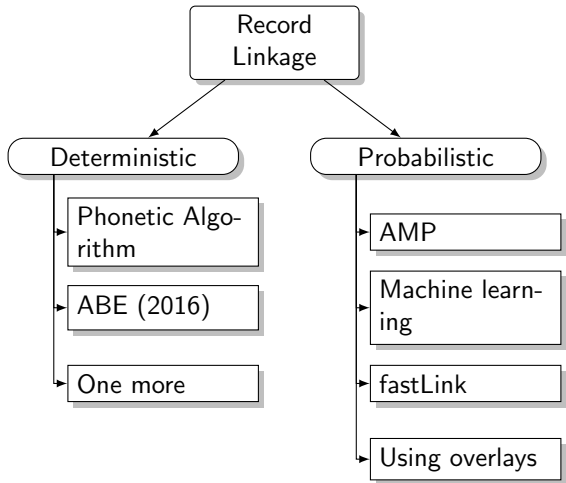 Record
Linkage
Deterministic
Probabilistic
Phonetic Algo-
rithm
ABE (2016)
One more
AMP
Machine learn-
ing
fastLink
Using overlays